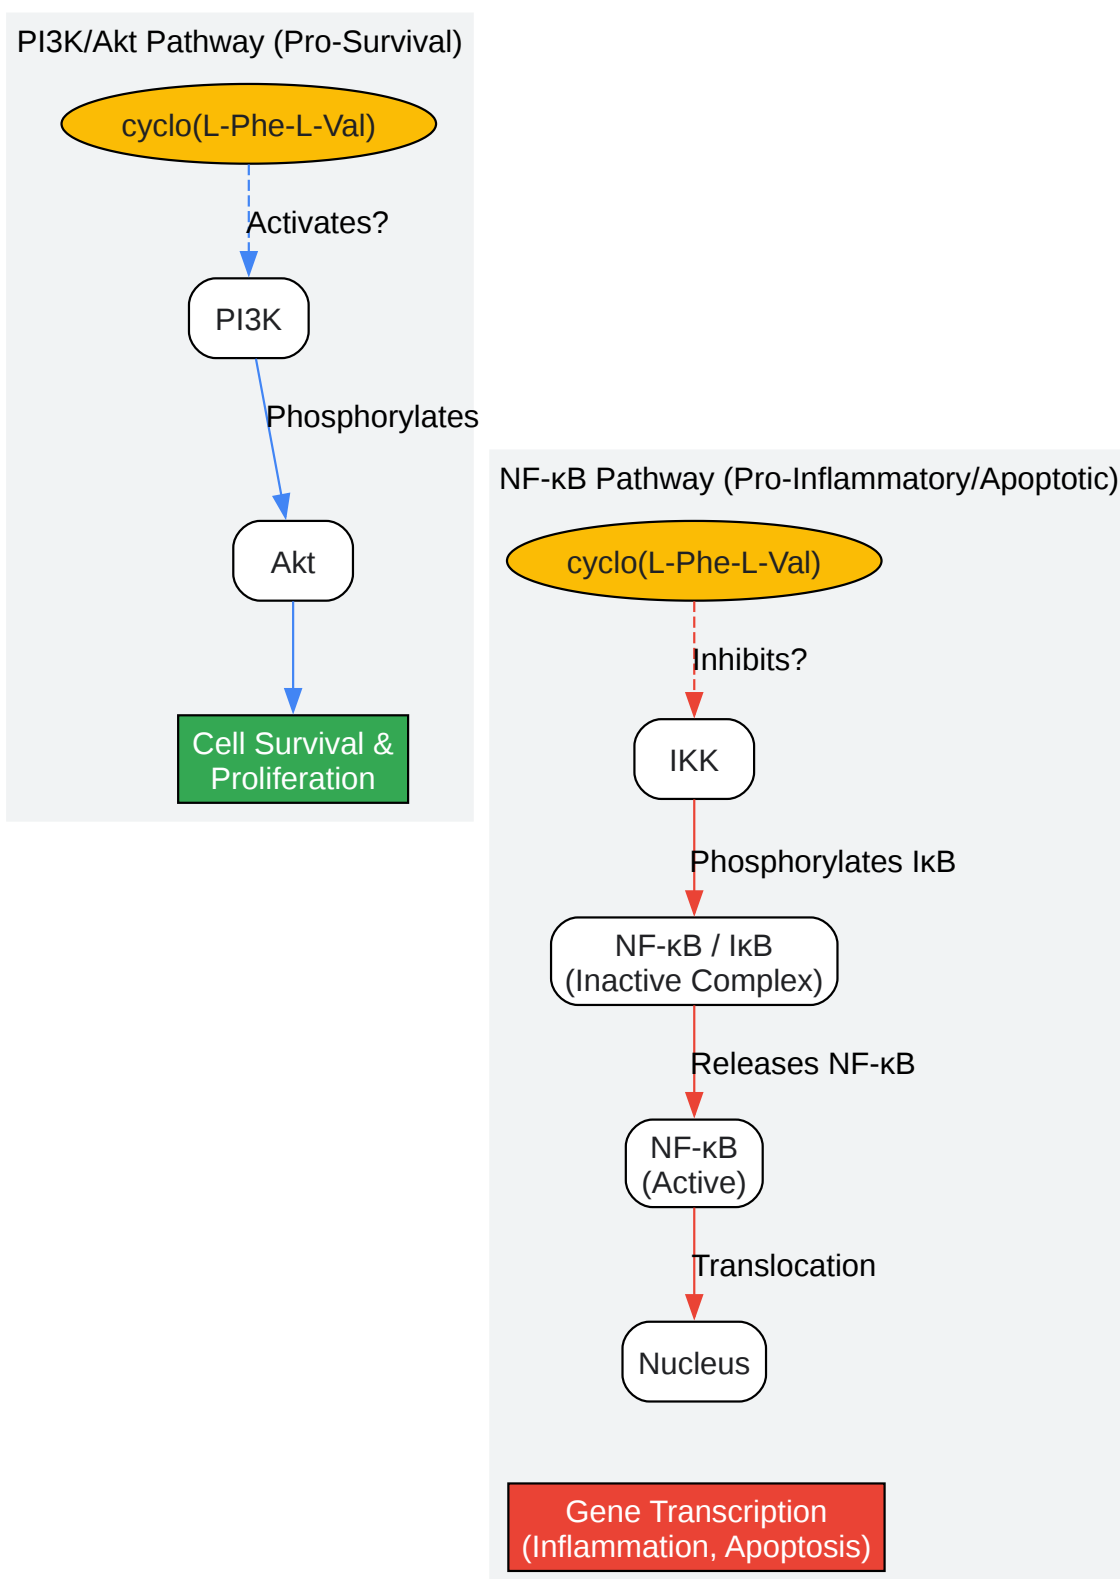 PI3K/Akt Pathway (Pro-Survival)
cyclo(L-Phe-L-Val)
Activates?
PI3K
Phosphorylates
Akt
Cell Survival &
Proliferation
NF-κB Pathway (Pro-Inflammatory/Apoptotic)
cyclo(L-Phe-L-Val)
Inhibits?
IKK
Phosphorylates IκB
NF-κB / IκB
(Inactive Complex)
Releases NF-κB
NF-κB
(Active)
Translocation
Nucleus
Gene Transcription
(Inflammation, Apoptosis)